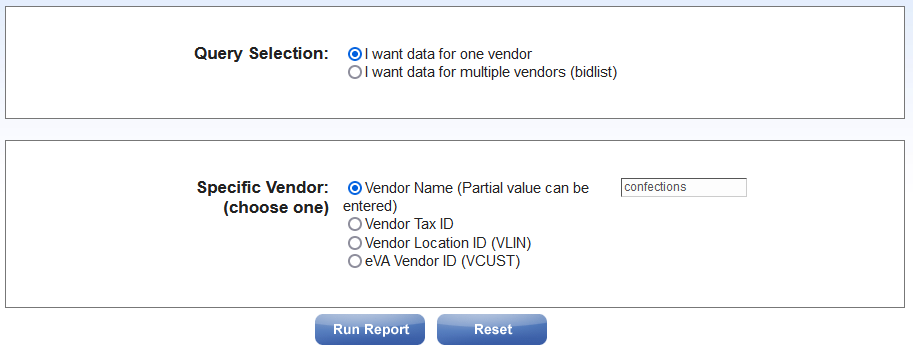 Query Selection:
I want data for one vendor
I want data for multiple vendors (bidlist)
Specific Vendor:
(choose one)
Vendor Name (Partial value can be
entered)
confections
Vendor Tax ID
Vendor Location ID (VLIN)
eVA Vendor ID (VCUST)
Run Report
Reset